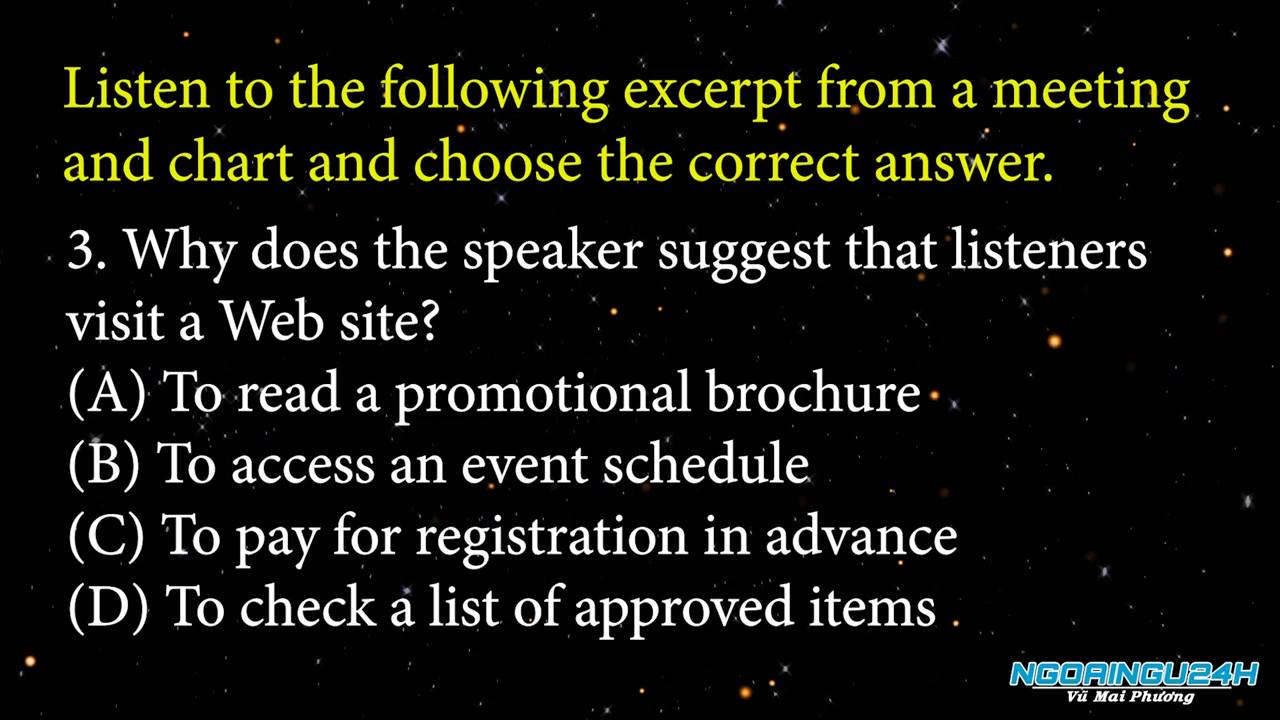 Listen to the following excerpt from a meeting
and chart and choose the correct answer.
3. Why does the speaker suggest that listeners
visit a Web site?
(A) To read a promotional brochure
(B) To access an event schedule
(C) To pay for registration in advance
(D) To check a list of approved items
NGOAINGU24H
Vũ Mai Phương